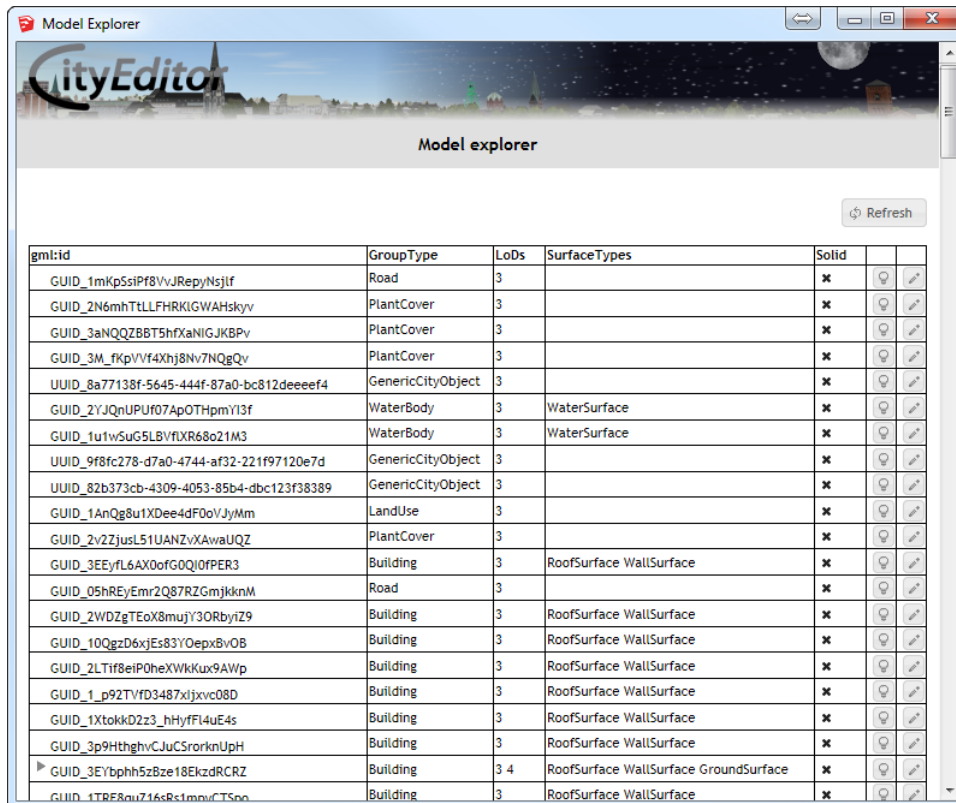 Model Explorer
CityEditor
Model explorer
Refresh
gml:id GroupType LoDs SurfaceTypes Solid
GUID_1mKpSsiPf8VvJRepyNsjlf Road 3
GUID_2N6mhTtLLFHRKlGWAHskyv PlantCover 3
GUID_3aNQQZBBT5hfXaNIGJKBPv PlantCover 3
GUID_3M_fKpVVf4Xhj8Nv7NQgQv PlantCover 3
UUID_8a77138f-5645-444f-87a0-bc812deeeef4 GenericCityObject 3
GUID_2YJQnUPUf07ApOTHpmYI3f WaterBody 3 WaterSurface
GUID_1u1wSuG5LBVflXR68o21M3 WaterBody 3 WaterSurface
UUID_9f8fc278-d7a0-4744-af32-221f97120e7d GenericCityObject 3
UUID_82b373cb-4309-4053-85b4-dbc123f38389 GenericCityObject 3
GUID_1AnQg8u1XDee4dF0oVJyMm LandUse 3
GUID_2v2ZjusL51UANZvXAwaUQZ PlantCover 3
GUID_3EEyfL6AX0ofG0QI0fPER3 Building 3 RoofSurface WallSurface
GUID_05hREyEmr2Q87RZGmjkknM Road 3
GUID_2WDZgTEoX8mujY3ORbyiZ9 Building 3 RoofSurface WallSurface
GUID_10QgzD6xjEs83YOepxBvOB Building 3 RoofSurface WallSurface
GUID_2LTif8eiP0heXWkKux9AWp Building 3 RoofSurface WallSurface
GUID_1_p92TVfD3487xIjxvc08D Building 3 RoofSurface WallSurface
GUID_1XtokkD2z3_hHyfFl4uE4s Building 3 RoofSurface WallSurface
GUID_3p9HthghvCJuCSrorknUpH Building 3 RoofSurface WallSurface
GUID_3EYbphh5zBze18EkzdRCRZ Building 3 4 RoofSurface WallSurface GroundSurface
Building 3 RoofSurface WallSurface